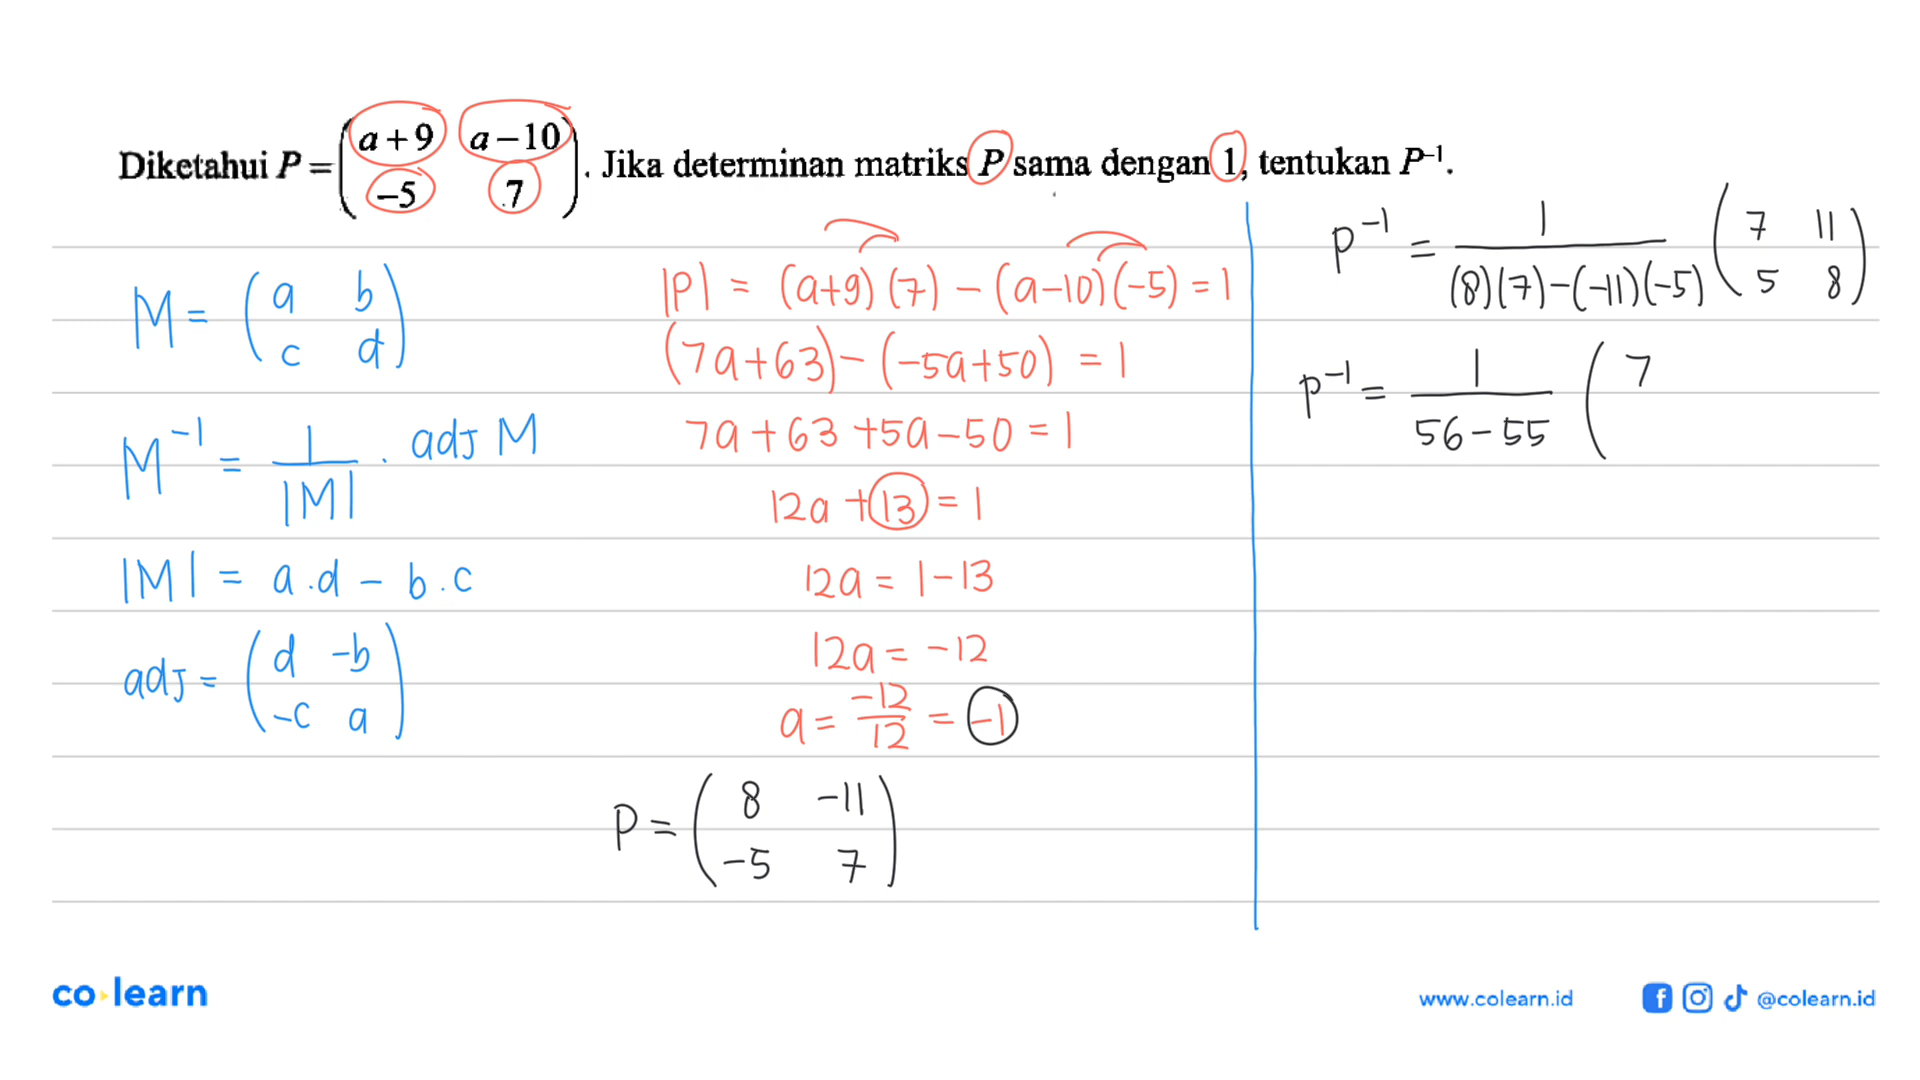 Diketahui P = (a+9 a−10
−5 7). Jika determinan matriks P sama dengan 1, tentukan P⁻¹.
M = (a b
c d)
M⁻¹ = 1/|M| . adj M
|M| = a.d − b.c
adj = (d −b
−c a)
|P| = (a+9)(7) − (a−10)(−5) = 1
(7a+63) − (−5a+50) = 1
7a + 63 + 5a − 50 = 1
12a + 13 = 1
12a = 1 − 13
12a = −12
a = −12/12 = −1
P = (8 −11
−5 7)
P⁻¹ = 1/((8)(7)−(−11)(−5)) (7 11
5 8)
P⁻¹ = 1/(56−55) (7
co learn
www.colearn.id
@colearn.id